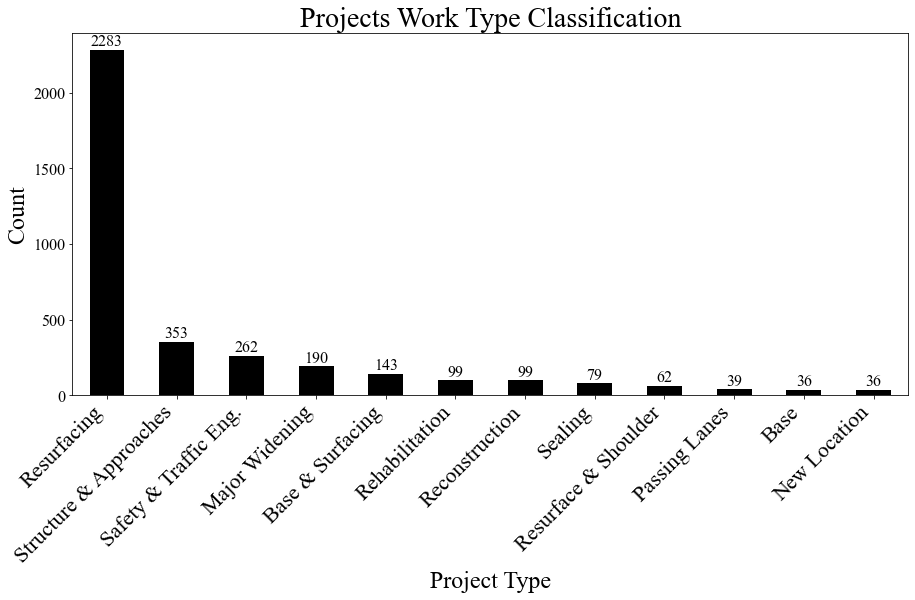 Projects Work Type Classification
2283
353
262
190
143
99
99
79
62
39
36
36
2000
1500
1000
500
0
Count
Resurfacing
Structure & Approaches
Safety & Traffic Eng.
Major Widening
Base & Surfacing
Rehabilitation
Reconstruction
Sealing
Resurface & Shoulder
Passing Lanes
Base
New Location
Project Type